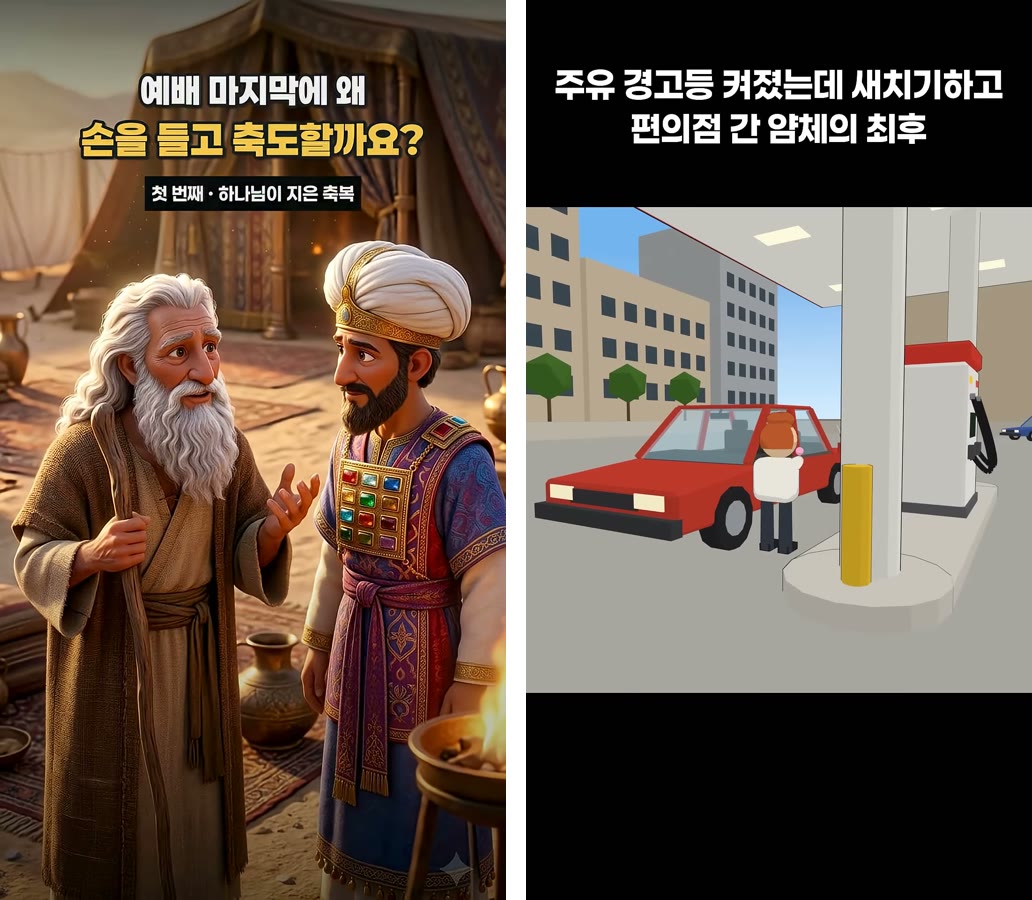 예배 마지막에 왜
손을 들고 축도할까요?
첫 번째 · 하나님이 지은 축복
주유 경고등 켜졌는데 새치기하고
편의점 간 얌체의 최후